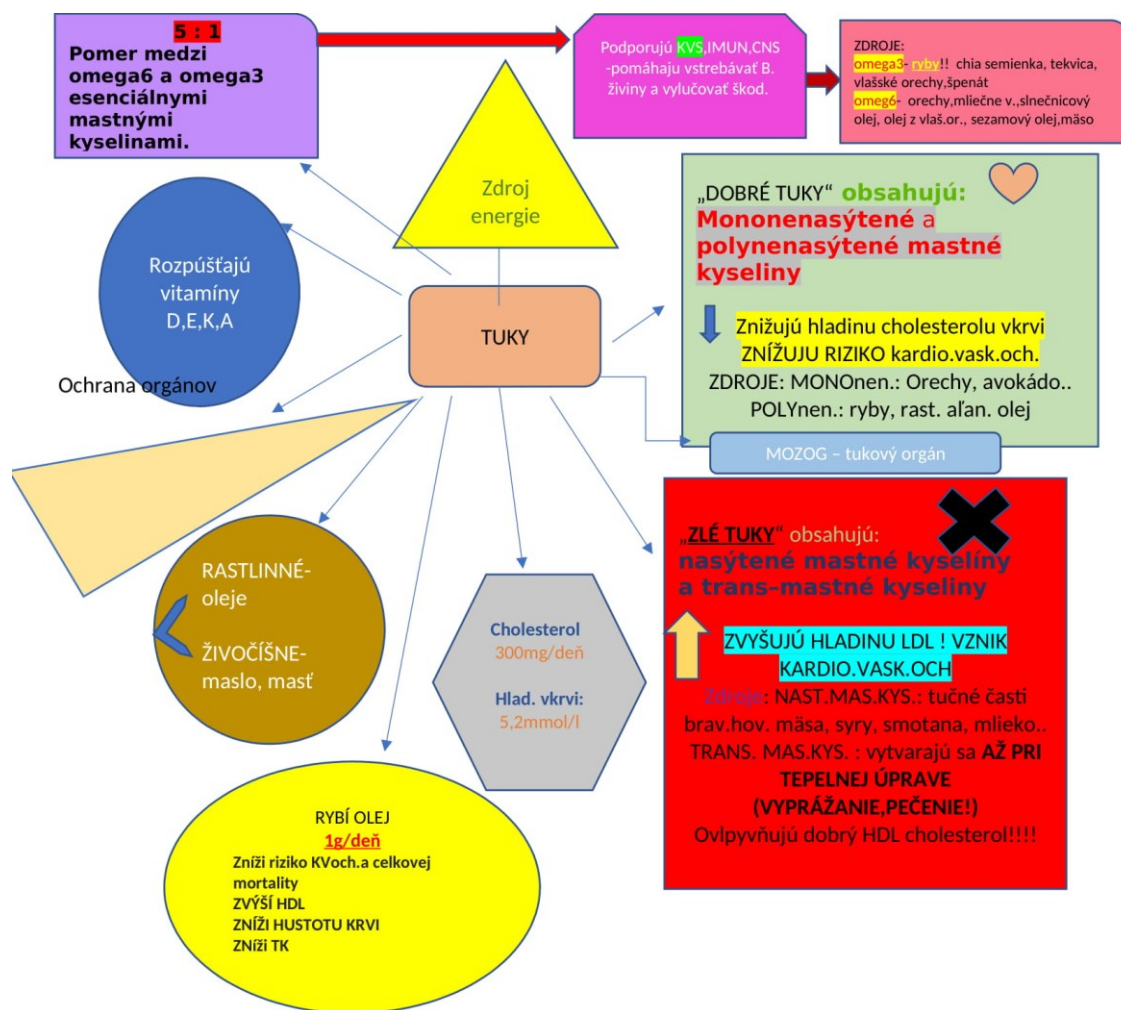 5 : 1
Pomer medzi
omega6 a omega3
esenciálnymi
mastnými
kyselinami.
Podporujú KVS,IMUN,CNS
-pomáhaju vstrebávať B.
živiny a vylučovať škod.
ZDROJE:
omega3- ryby!! chia semienka, tekvica,
vlašské orechy,špenát
omeg6- orechy,mliečne v.,slnečnicový
olej, olej z vlaš.or., sezamový olej,mäso
Zdroj
energie
Rozpúšťajú
vitamíny
D,E,K,A
TUKY
„DOBRÉ TUKY“ obsahujú:
Mononenasýtené a
polynenasýtené mastné
kyseliny
Znižujú hladinu cholesterolu vkrvi
ZNÍŽUJU RIZIKO kardio.vask.och.
ZDROJE: MONOnen.: Orechy, avokádo..
POLYnen.: ryby, rast. aľan. olej
Ochrana orgánov
MOZOG – tukový orgán
RASTLINNÉ-
oleje
ŽIVOČÍŠNE-
maslo, masť
Cholesterol
300mg/deň
Hlad. vkrvi:
5,2mmol/l
„ZLÉ TUKY“ obsahujú:
nasýtené mastné kyselíny
a trans–mastné kyseliny
ZVYŠUJÚ HLADINU LDL ! VZNIK
KARDIO.VASK.OCH
Zdroje: NAST.MAS.KYS.: tučné časti
brav.hov. mäsa, syry, smotana, mlieko..
TRANS. MAS.KYS. : vytvarajú sa AŽ PRI
TEPELNEJ ÚPRAVE
(VYPRÁŽANIE,PEČENIE!)
Ovlpyvňujú dobrý HDL cholesterol!!!!
RYBÍ OLEJ
1g/deň
Zníži riziko KVoch.a celkovej
mortality
ZVÝŠÍ HDL
ZNÍŽI HUSTOTU KRVI
ZNíži TK